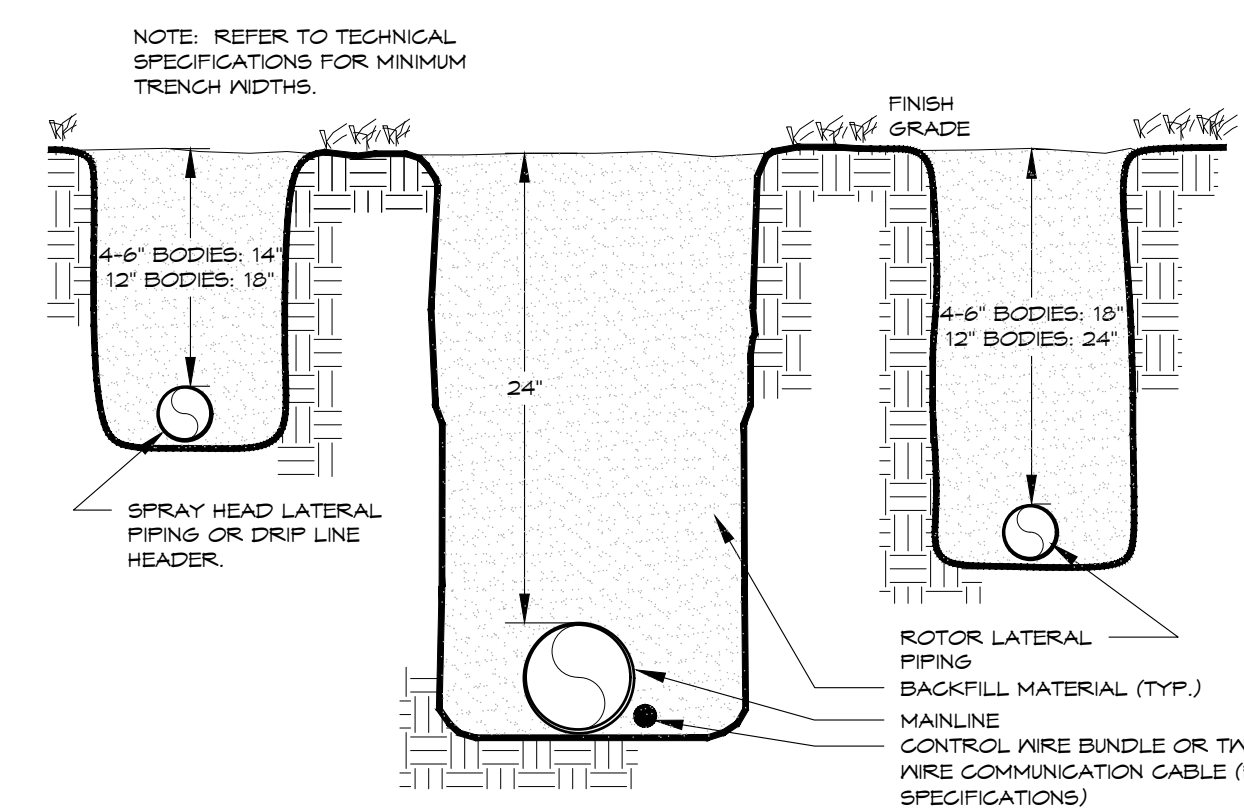 NOTE: REFER TO TECHNICAL
SPECIFICATIONS FOR MINIMUM
TRENCH WIDTHS.
FINISH
GRADE
4-6" BODIES: 14"
12" BODIES: 18"
24"
4-6" BODIES: 18"
12" BODIES: 24"
SPRAY HEAD LATERAL
PIPING OR DRIP LINE
HEADER.
ROTOR LATERAL
PIPING
BACKFILL MATERIAL (TYP.)
MAINLINE
CONTROL WIRE BUNDLE OR
WIRE COMMUNICATION CABLE
SPECIFICATIONS)